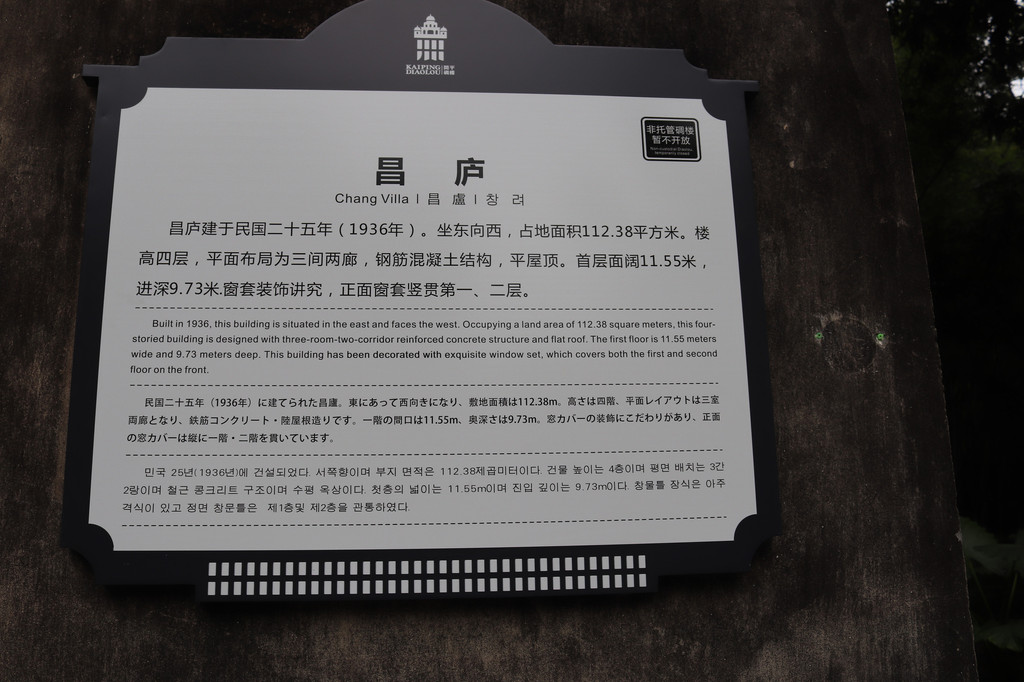 KAIPING 開平
DIAOLOU 碉樓
非托管碉楼
暂不开放
Non-custodial Diaolou,
temporarily closed
昌 庐
Chang Villa | 昌 盧 | 창 려
昌庐建于民国二十五年（1936年）。坐东向西，占地面积112.38平方米。楼
高四层，平面布局为三间两廊，钢筋混凝土结构，平屋顶。首层面阔11.55米，
进深9.73米.窗套装饰讲究，正面窗套竖贯第一、二层。
Built in 1936, this building is situated in the east and faces the west. Occupying a land area of 112.38 square meters, this four-
storied building is designed with three-room-two-corridor reinforced concrete structure and flat roof. The first floor is 11.55 meters
wide and 9.73 meters deep. This building has been decorated with exquisite window set, which covers both the first and second
floor on the front.
民国二十五年（1936年）に建てられた昌廬。東にあって西向きになり、敷地面積は112.38m。高さは四階、平面レイアウトは三室
両廊となり、鉄筋コンクリート・陸屋根造りです。一階の間口は11.55m、奥深さは9.73m。窓カバーの装飾にこだわりがあり、正面
の窓カバーは縦に一階・二階を貫いています。
민국 25년(1936년)에 건설되었다. 서쪽향이며 부지 면적은 112.38제곱미터이다. 건물 높이는 4층이며 평면 배치는 3간
2랑이며 철근 콩크리트 구조이며 수평 옥상이다. 첫층의 넓이는 11.55m이며 진입 깊이는 9.73m이다. 창물틀 장식은 아주
격식이 있고 정면 창문틀은 제1층및 제2층을 관통하였다.